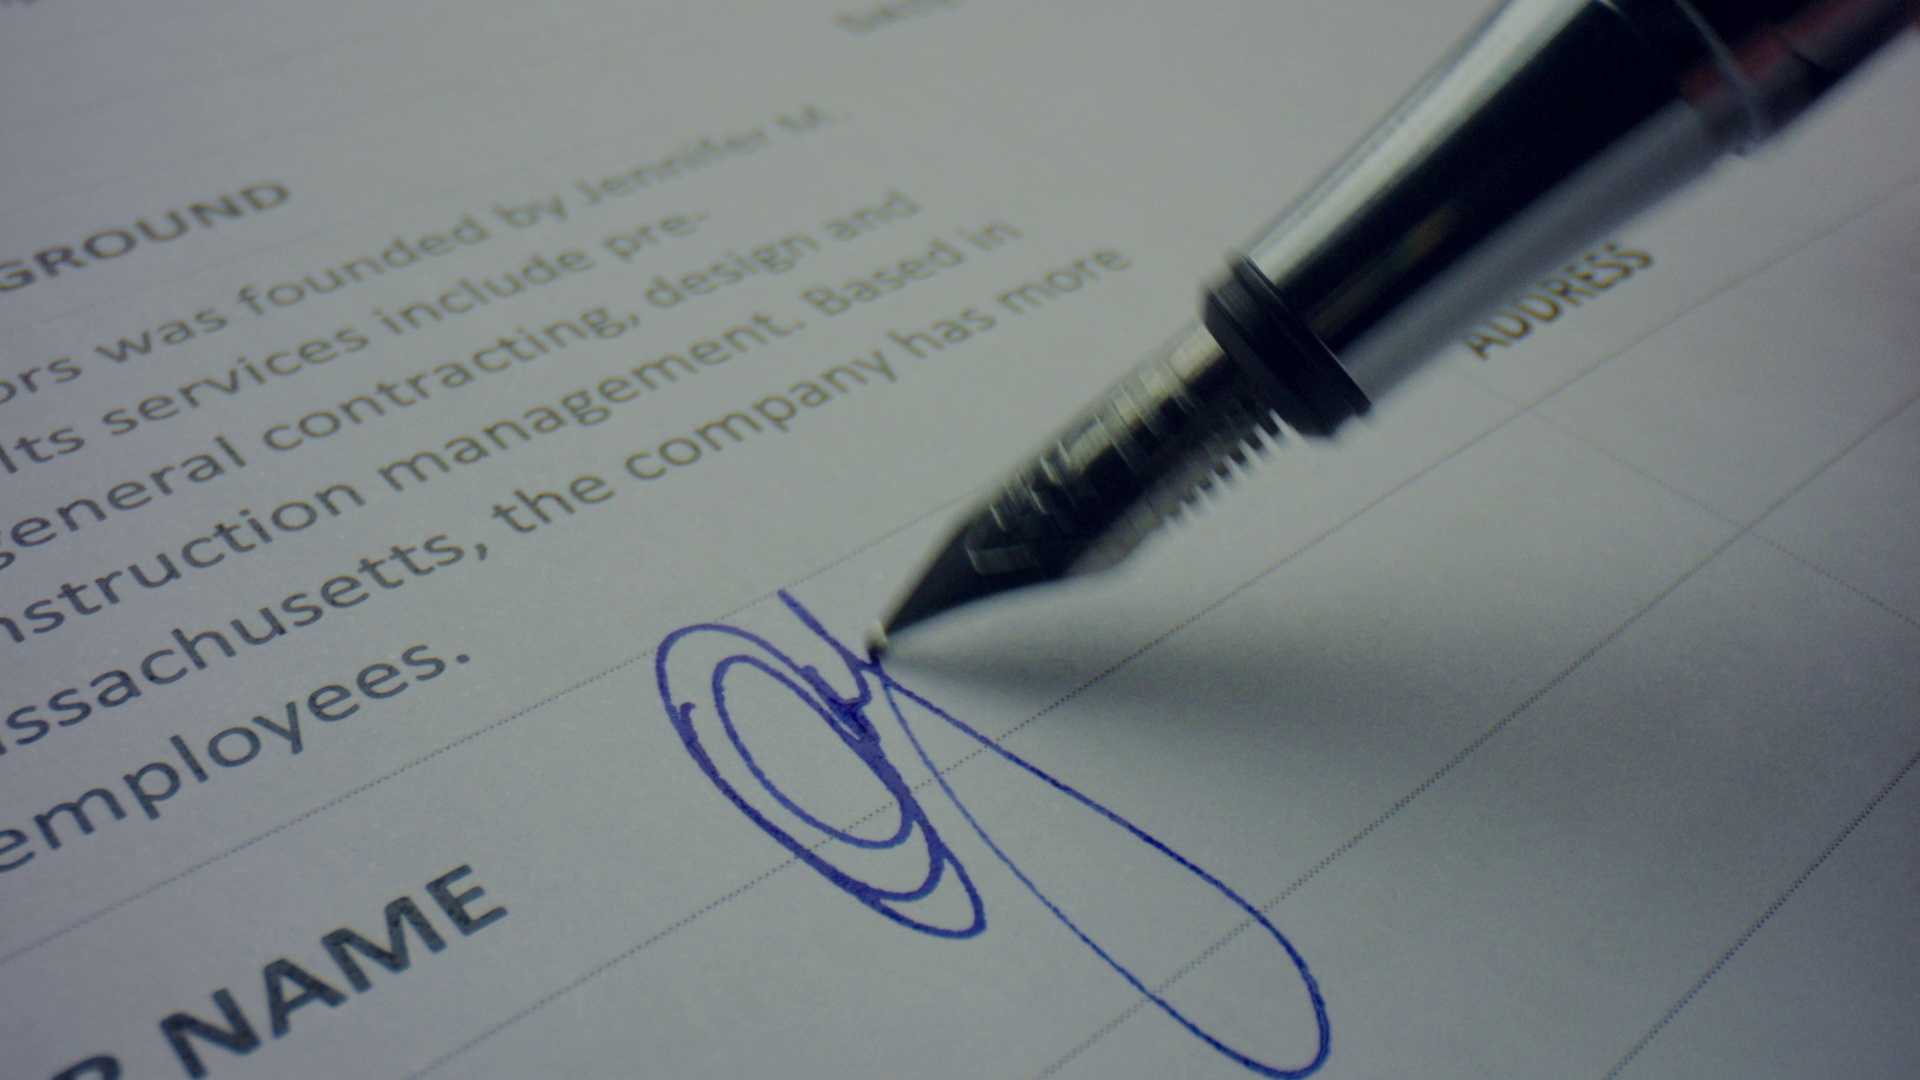 GROUND
ors was founded by Jennifer M.
Its services include pre-
general contracting, design and
nstruction management. Based in
ssachusetts, the company has more
employees.
ADDRESS
R NAME